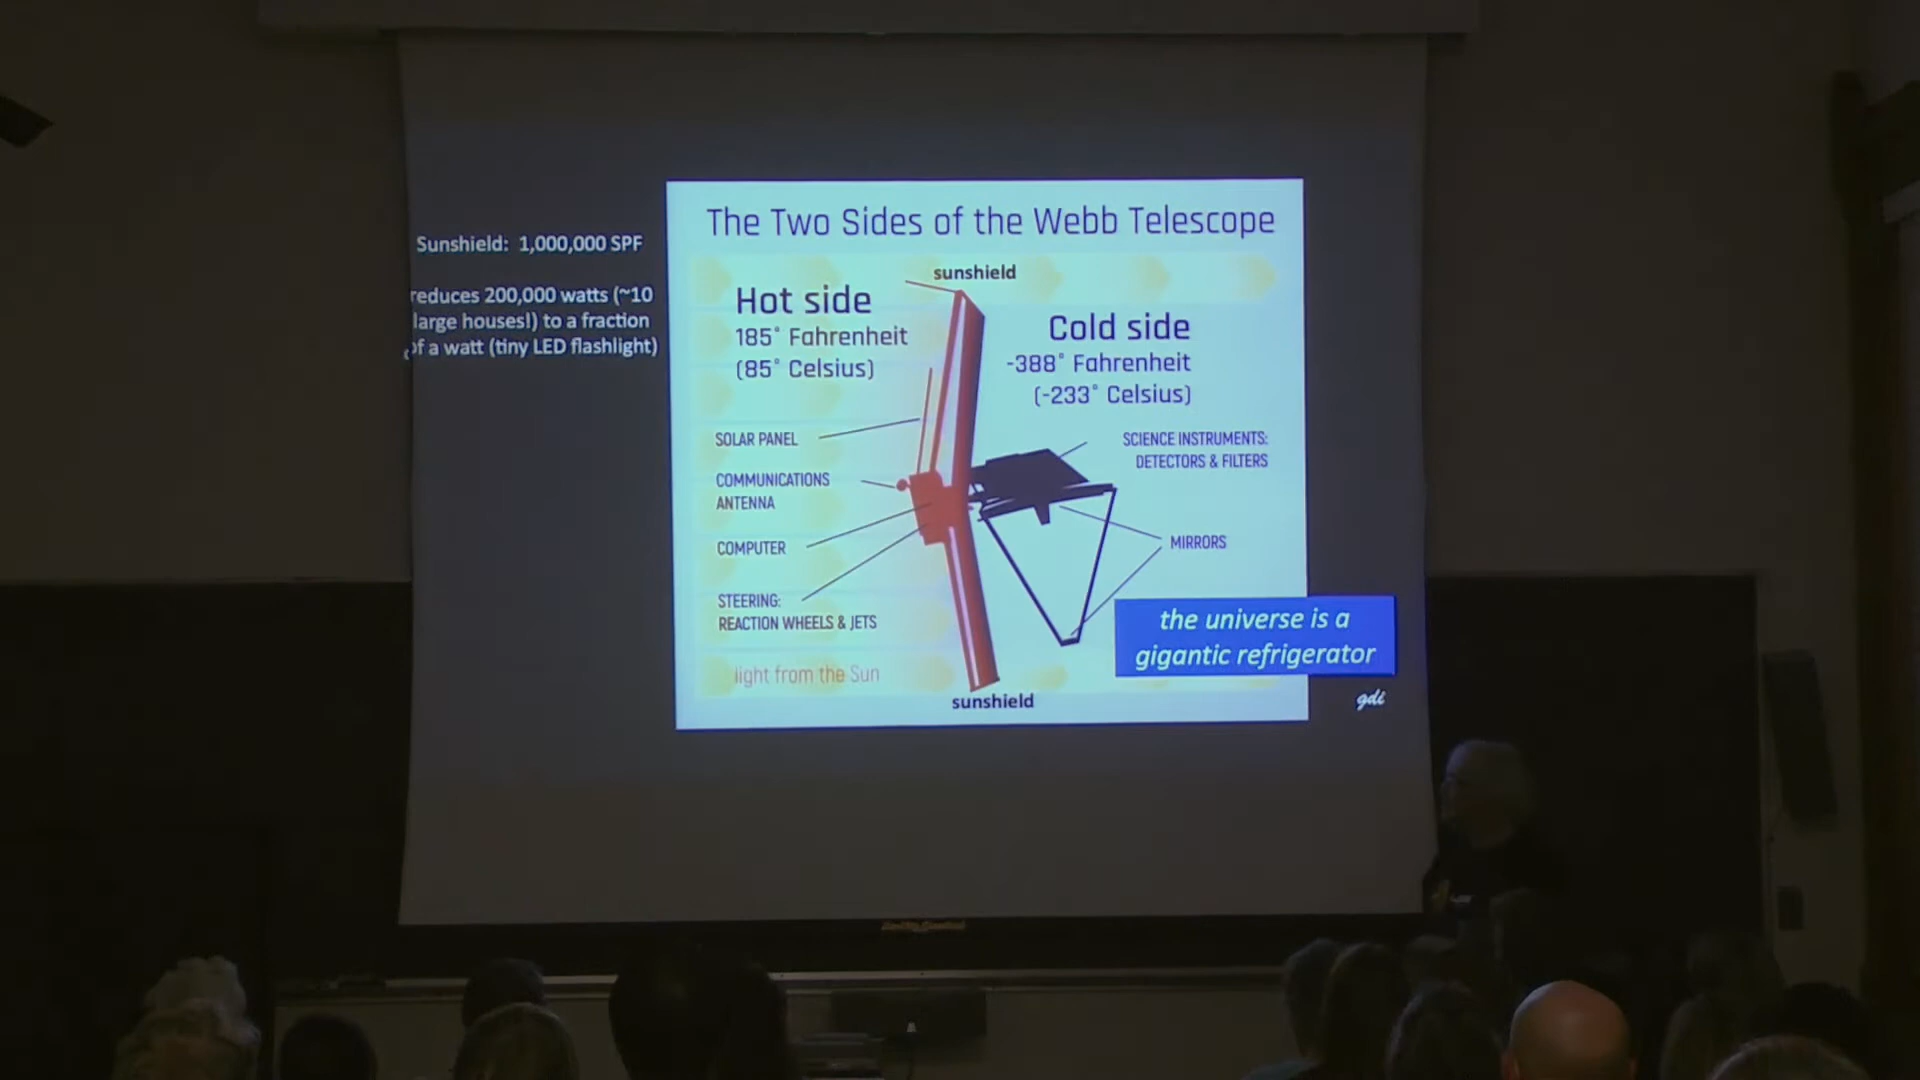 Sunshield: 1,000,000 SPF
reduces 200,000 watts (~10
large houses!) to a fraction
of a watt (tiny LED flashlight)
The Two Sides of the Webb Telescope
sunshield
Hot side
185° Fahrenheit
(85° Celsius)
Cold side
-388° Fahrenheit
(-233° Celsius)
SOLAR PANEL
COMMUNICATIONS
ANTENNA
COMPUTER
STEERING:
REACTION WHEELS & JETS
light from the Sun
SCIENCE INSTRUMENTS:
DETECTORS & FILTERS
MIRRORS
sunshield
the universe is a
gigantic refrigerator
gdi